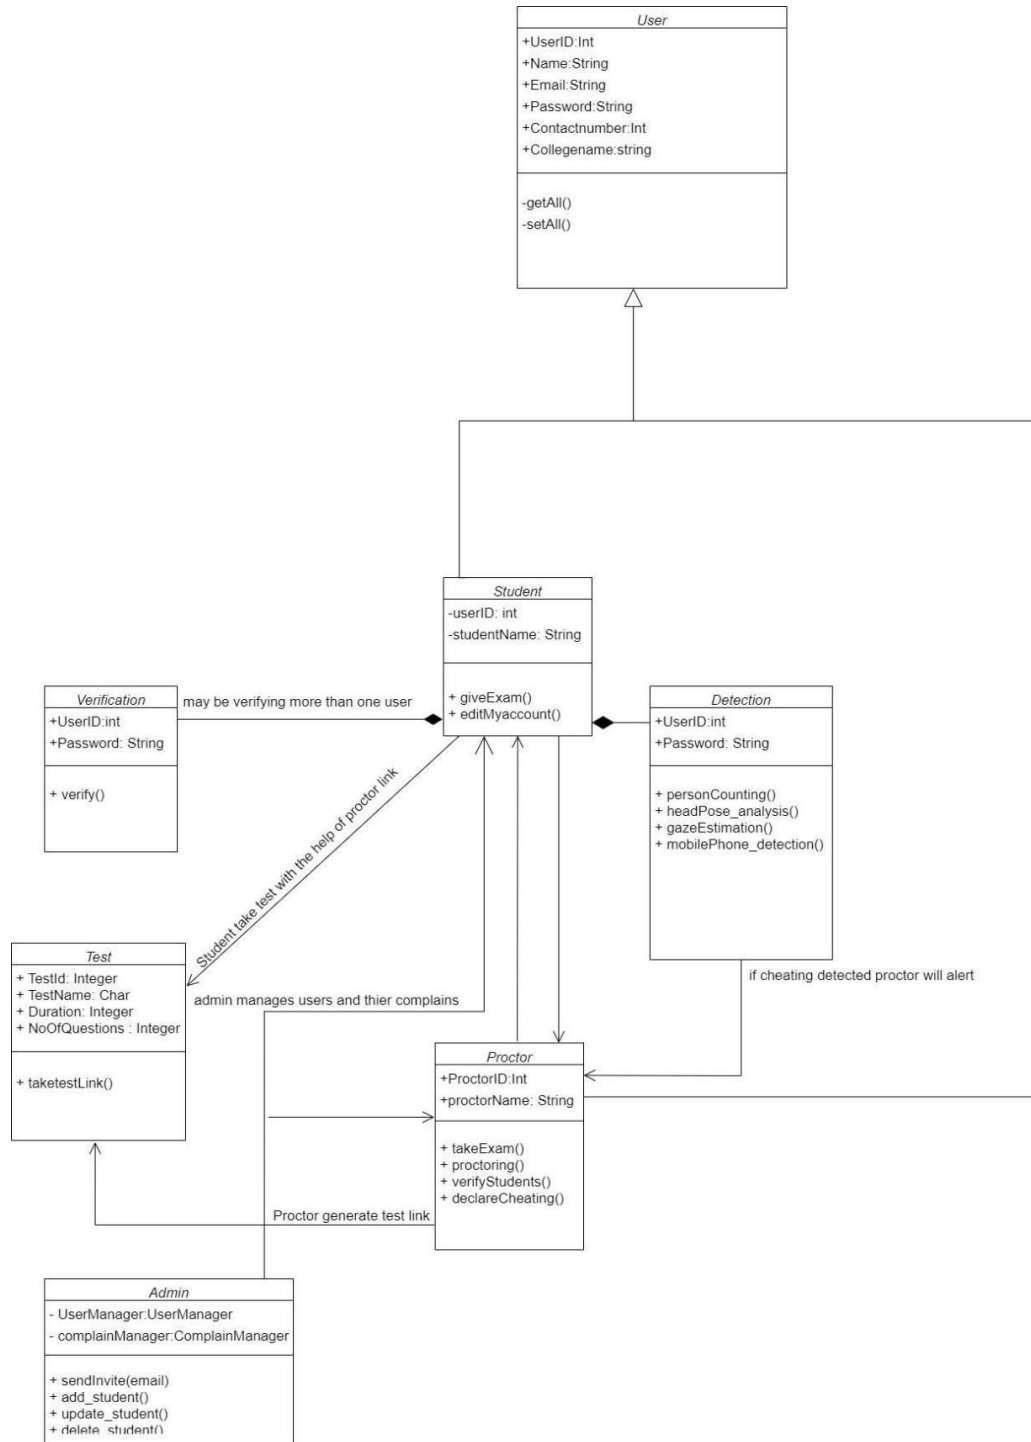 User
+UserID:Int
+Name:String
+Email:String
+Password:String
+Contactnumber:Int
+Collegename:string
-getAll()
-setAll()
Student
-userID: int
-studentName: String
+ giveExam()
+ editMyaccount()
Verification
+UserID:int
+Password: String
+ verify()
may be verifying more than one user
Detection
+UserID:int
+Password: String
+ personCounting()
+ headPose_analysis()
+ gazeEstimation()
+ mobilePhone_detection()
Student take test with the help of proctor link
Test
+ TestId: Integer
+ TestName: Char
+ Duration: Integer
+ NoOfQuestions : Integer
+ taketestLink()
admin manages users and thier complains
if cheating detected proctor will alert
Proctor
+ProctorID:Int
+proctorName: String
+ takeExam()
+ proctoring()
+ verifyStudents()
+ declareCheating()
Proctor generate test link
Admin
- UserManager:UserManager
- complainManager:ComplainManager
+ sendInvite(email)
+ add_student()
+ update_student()
+ delete_student()